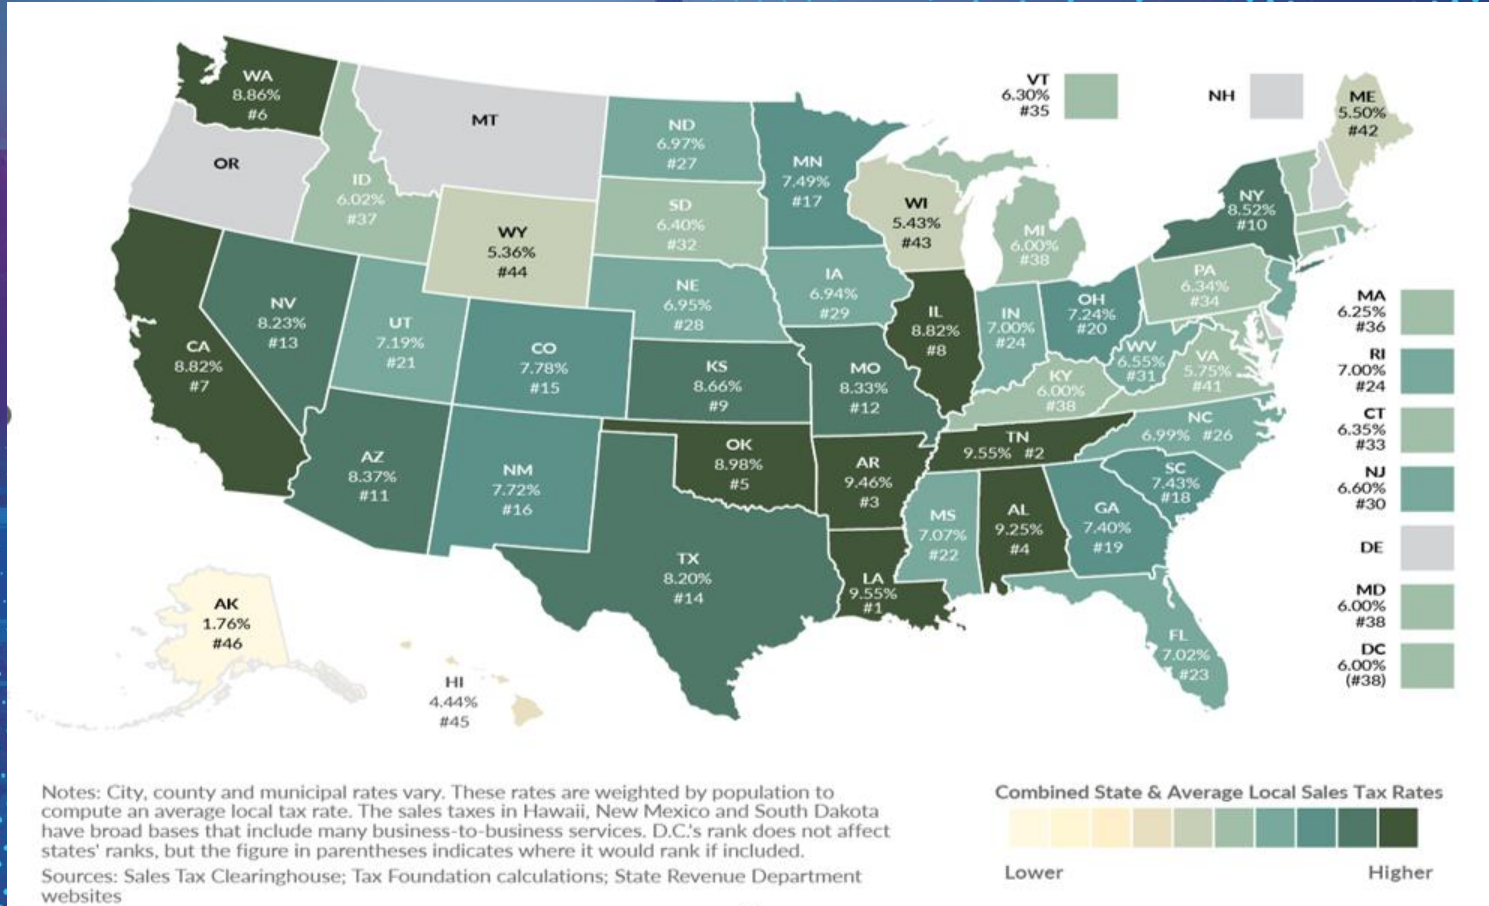 WA
8.86%
#6
MT
OR
ID
6.02%
#37
WY
5.36%
#44
ND
6.97%
#27
SD
6.40%
#32
MN
7.49%
#17
WI
5.43%
#43
MI
6.00%
#38
VT
6.30%
#35
NH
ME
5.50%
#42
NY
8.52%
#10
NV
8.23%
#13
CA
8.82%
#7
UT
7.19%
#21
CO
7.78%
#15
NE
6.95%
#28
IA
6.94%
#29
KS
8.66%
#9
MO
8.33%
#12
IL
8.82%
#8
IN
7.00%
#24
OH
7.24%
#20
PA
6.34%
#34
WV
6.55%
#31
VA
5.75%
#41
KY
6.00%
#38
NC
6.99% #26
TN
9.55% #2
SC
7.43%
#18
AZ
8.37%
#11
NM
7.72%
#16
OK
8.98%
#5
AR
9.46%
#3
TX
8.20%
#14
LA
9.55%
#1
MS
7.07%
#22
AL
9.25%
#4
GA
7.40%
#19
FL
7.02%
#23
AK
1.76%
#46
HI
4.44%
#45
MA
6.25%
#36
RI
7.00%
#24
CT
6.35%
#33
NJ
6.60%
#30
DE
MD
6.00%
#38
DC
6.00%
(#38)
Notes: City, county and municipal rates vary. These rates are weighted by population to
compute an average local tax rate. The sales taxes in Hawaii, New Mexico and South Dakota
have broad bases that include many business-to-business services. D.C.'s rank does not affect
states' ranks, but the figure in parentheses indicates where it would rank if included.
Sources: Sales Tax Clearinghouse; Tax Foundation calculations; State Revenue Department
websites
Combined State & Average Local Sales Tax Rates
Lower
Higher